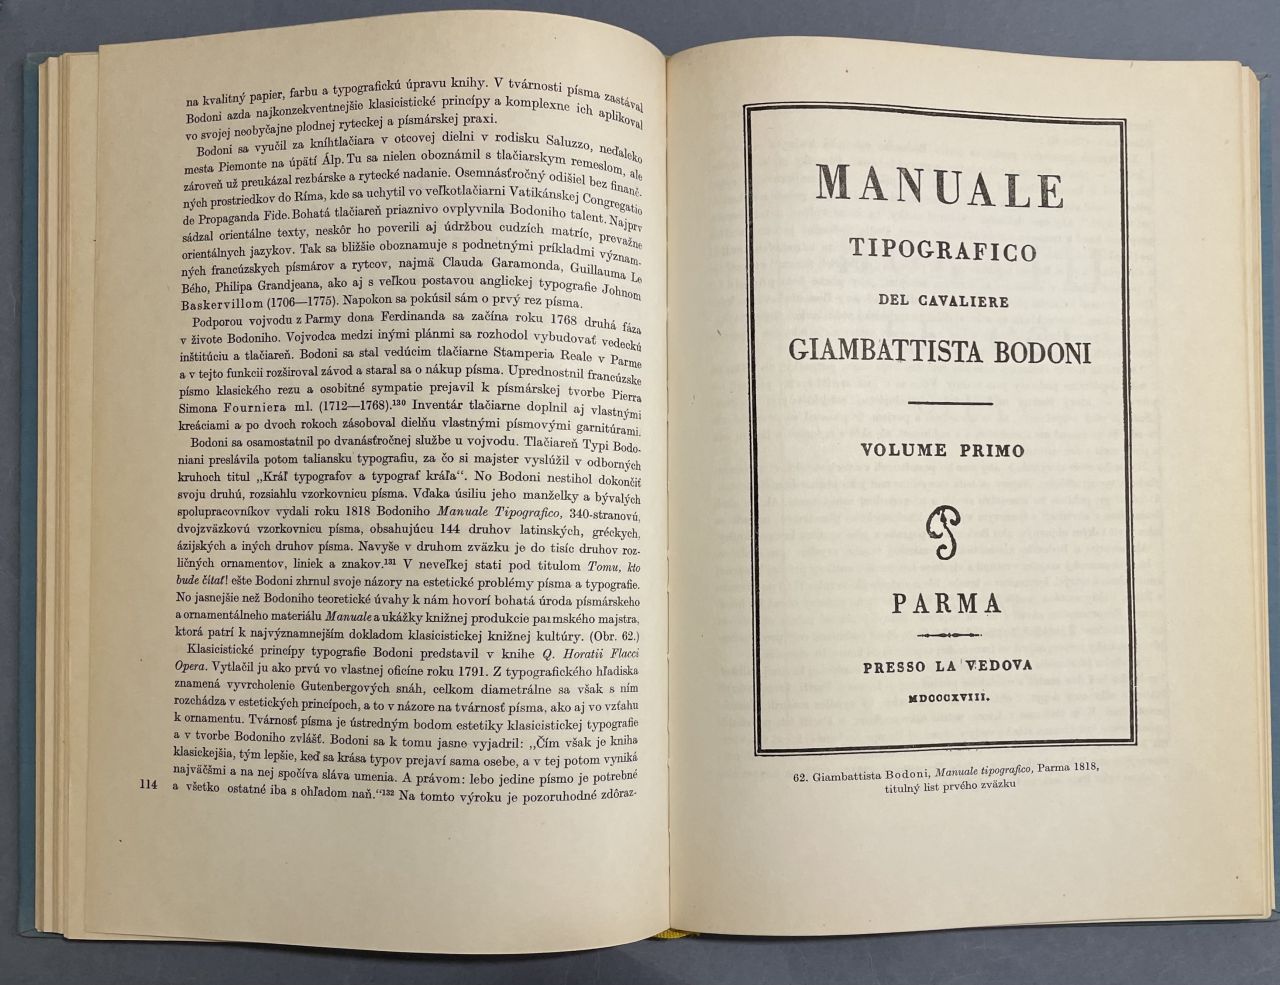 na kvalitný papier, farbu a typografickú úpravu knihy. V tvárnosti písma zastával
Bodoni azda najkonzekventnejšie klasicistické princípy a komplexne ich aplikoval
vo svojej neobyčajne plodnej ryteckej a písmárskej praxi.
Bodoni sa vyučil za kníhtlačiara v otcovej dielni v rodisku Saluzzo, neďaleko
mesta Piemonte na úpätí Álp. Tu sa nielen oboznámil s tlačiarskym remeslom, ale
zároveň už preukázal rezbárske a rytecké nadanie. Osemnásťročný odišiel bez finanč-
ných prostriedkov do Ríma, kde sa uchytil vo veľkotlačiarni Vatikánskej Congregatio
de Propaganda Fide. Bohatá tlačiareň priaznivo ovplyvnila Bodoniho talent. Najprv
sádzal orientálne texty, neskôr ho poverili aj údržbou cudzích matríc, prevažne
orientálnych jazykov. Tak sa bližšie oboznamuje s podnetnými príkladmi význam-
ných francúzskych písmárov a rytcov, najmä Clauda Garamonda, Guillauma Le
Bého, Philipa Grandjeana, ako aj s veľkou postavou anglickej typografie Johnom
Baskervillom (1706—1775). Napokon sa pokúsil sám o prvý rez písma.
Podporou vojvodu z Parmy dona Ferdinanda sa začína roku 1768 druhá fáza
v živote Bodoniho. Vojvodca medzi inými plánmi sa rozhodol vybudovať vedeckú
inštitúciu a tlačiareň. Bodoni sa stal vedúcim tlačiarne Stamperia Reale v Parme
a v tejto funkcii rozširoval závod a staral sa o nákup písma. Uprednostnil francúzske
písmo klasického rezu a osobitné sympatie prejavil k písmárskej tvorbe Pierra
Simona Fourniera ml. (1712—1768).¹³⁰ Inventár tlačiarne doplnil aj vlastnými
kreáciami a po dvoch rokoch zásoboval dielňu vlastnými písmovými garnitúrami.
Bodoni sa osamostatnil po dvanásťročnej službe u vojvodu. Tlačiareň Typi Bodo-
niani preslávila potom taliansku typografiu, za čo si majster vyslúžil v odborných
kruhoch titul „Kráľ typografov a typograf kráľa“. No Bodoni nestihol dokončiť
svoju druhú, rozsiahlu vzorkovnicu písma. Vďaka úsiliu jeho manželky a bývalých
spolupracovníkov vydali roku 1818 Bodoniho Manuale Tipografico, 340-stranovú,
dvojzväzkovú vzorkovnicu písma, obsahujúcu 144 druhov latinských, gréckych,
ázijských a iných druhov písma. Navyše v druhom zväzku je do tisíc druhov roz-
ličných ornamentov, liniek a znakov.¹³¹ V neveľkej stati pod titulom Tomu, kto
bude čítať! ešte Bodoni zhrnul svoje názory na estetické problémy písma a typografie.
No jasnejšie než Bodoniho teoretické úvahy k nám hovorí bohatá úroda písmárskeho
a ornamentálneho materiálu Manuale a ukážky knižnej produkcie parmského majstra,
ktorá patrí k najvýznamnejším dokladom klasicistickej knižnej kultúry. (Obr. 62.)
Klasicistické princípy typografie Bodoni predstavil v knihe Q. Horatii Flacci
Opera. Vytlačil ju ako prvú vo vlastnej oficíne roku 1791. Z typografického hľadiska
znamená vyvrcholenie Gutenbergových snáh, celkom diametrálne sa však s ním
rozchádza v estetických princípoch, a to v názore na tvárnosť písma, ako aj vo vzťahu
k ornamentu. Tvárnosť písma je ústredným bodom estetiky klasicistickej typografie
a v tvorbe Bodoniho zvlášť. Bodoni sa k tomu jasne vyjadril: „Čím však je kniha
klasickejšia, tým lepšie, keď sa krása typov prejaví sama osebe, a v tej potom vyniká
najväčšmi a na nej spočíva sláva umenia. A právom: lebo jedine písmo je potrebné
a všetko ostatné iba s ohľadom naň.“¹³² Na tomto výroku je pozoruhodné zdôraz-
114
MANUALE
TIPOGRAFICO
DEL CAVALIERE
GIAMBATTISTA BODONI
VOLUME PRIMO
PARMA
PRESSO LA VEDOVA
MDCCCXVIII.
62. Giambattista Bodoni, Manuale tipografico, Parma 1818,
titulný list prvého zväzku